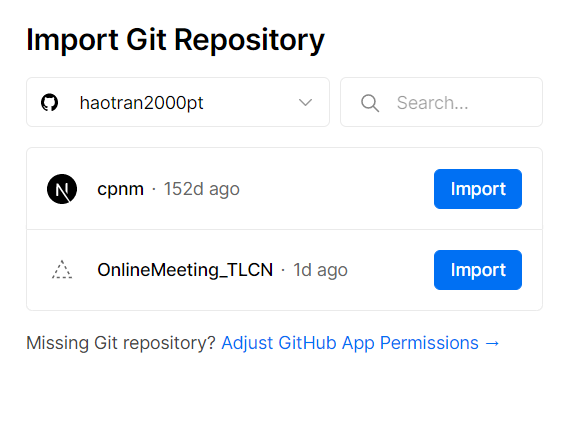 Import Git Repository
haotran2000pt
Search...
cpnm · 152d ago
Import
OnlineMeeting_TLCN · 1d ago
Import
Missing Git repository? Adjust GitHub App Permissions →